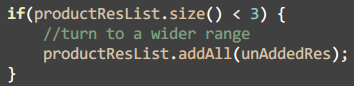 if(productResList.size() < 3) {
    //turn to a wider range
    productResList.addAll(unAddedRes);
}